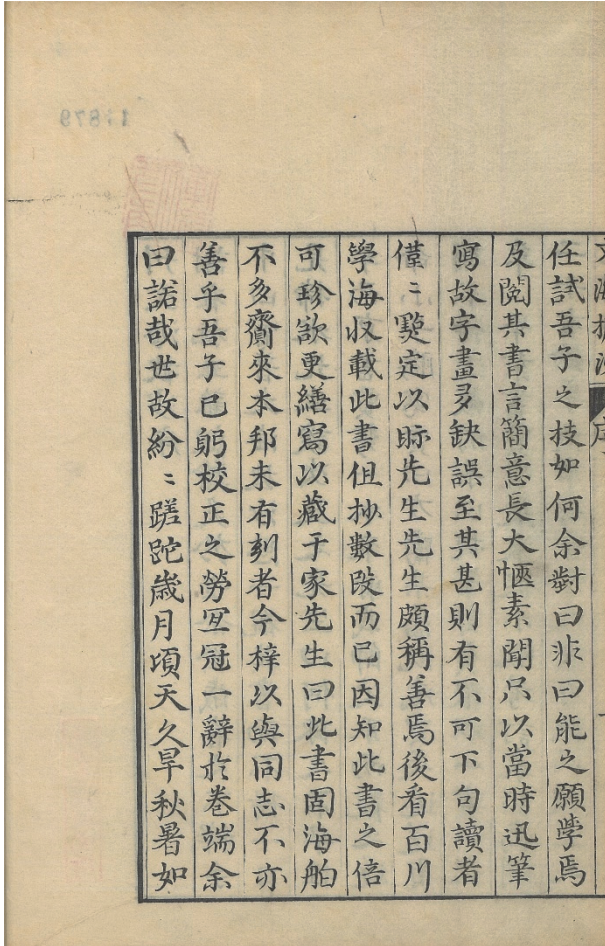 任試吾子之技如何余對曰非曰能之願學焉
及閱其書言簡意長大愜素聞只以當時迅筆
寫故字畫多缺誤至其甚則有不可下句讀者
僅〻㸃定以眎先生先生頗稱善焉後看百川
學海収載此書但抄數段而已因知此書之倍
可珍欲更繕寫以藏于家先生曰此書固海舶
不多齎來本邦未有刻者今梓以與同志不亦
善乎吾子已躬校正之勞宐冠一辭於巻端余
曰諾哉世故紛〻蹉跎歲月頃天久旱秋暑如